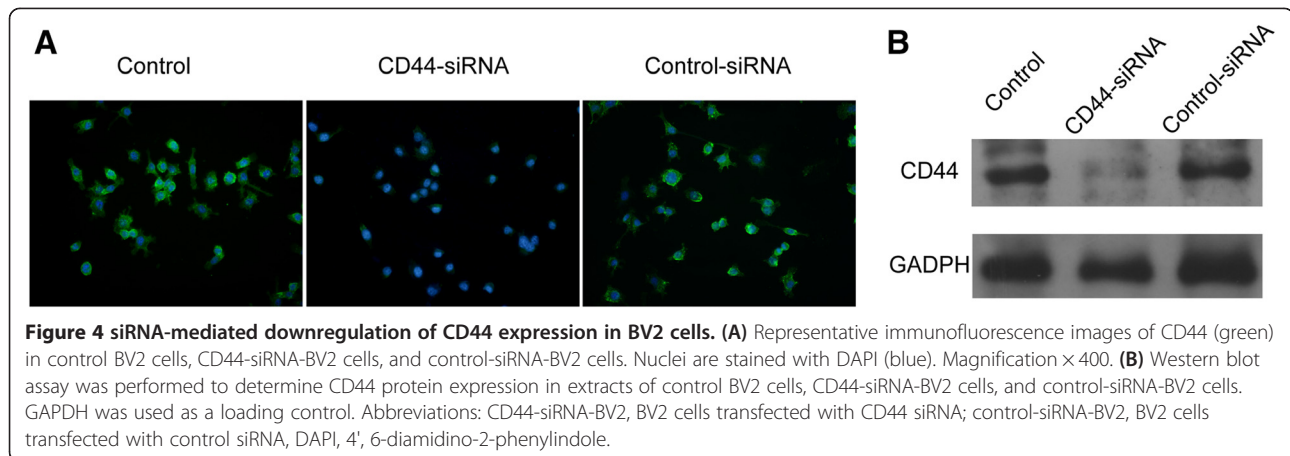 A
Control
CD44-siRNA
Control-siRNA
B
Control
CD44-siRNA
Control-siRNA
CD44
GADPH
Figure 4 siRNA-mediated downregulation of CD44 expression in BV2 cells. (A) Representative immunofluorescence images of CD44 (green)
in control BV2 cells, CD44-siRNA-BV2 cells, and control-siRNA-BV2 cells. Nuclei are stained with DAPI (blue). Magnification × 400. (B) Western blot
assay was performed to determine CD44 protein expression in extracts of control BV2 cells, CD44-siRNA-BV2 cells, and control-siRNA-BV2 cells.
GAPDH was used as a loading control. Abbreviations: CD44-siRNA-BV2, BV2 cells transfected with CD44 siRNA; control-siRNA-BV2, BV2 cells
transfected with control siRNA, DAPI, 4', 6-diamidino-2-phenylindole.